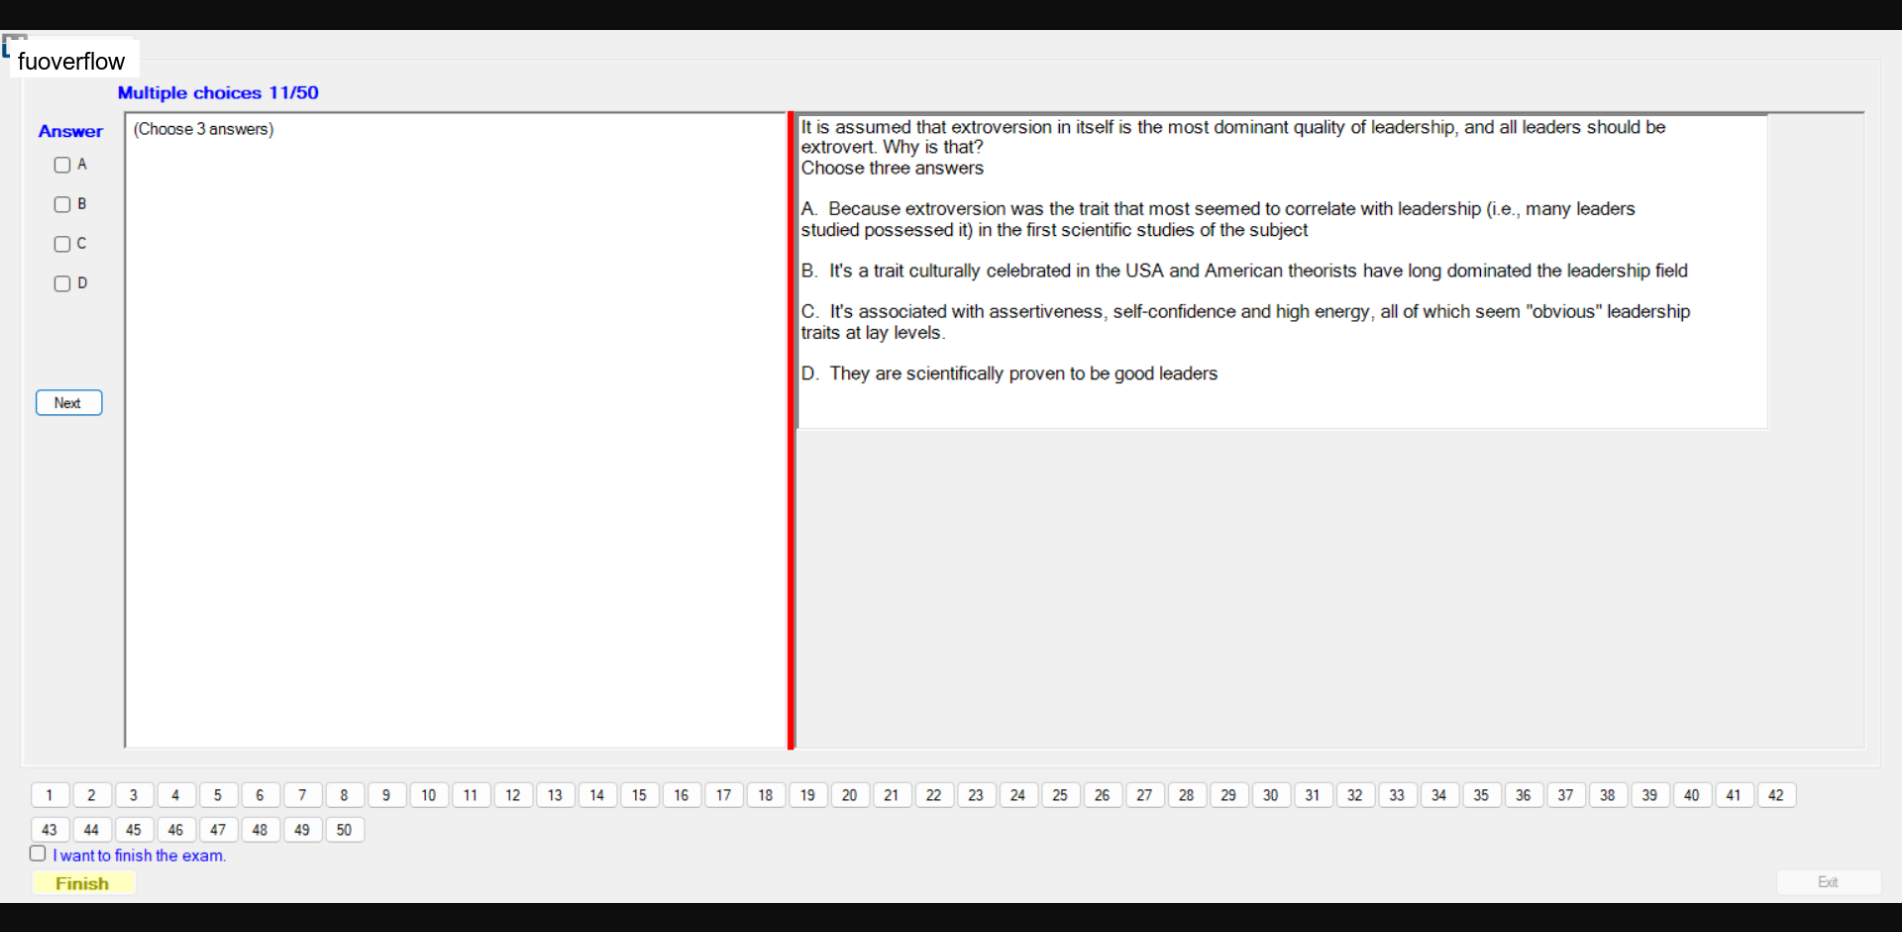 fuoverflow
Multiple choices 11/50
Answer
A
B
C
D
Next
(Choose 3 answers)
It is assumed that extroversion in itself is the most dominant quality of leadership, and all leaders should be
extrovert. Why is that?
Choose three answers
A.  Because extroversion was the trait that most seemed to correlate with leadership (i.e., many leaders
studied possessed it) in the first scientific studies of the subject
B.  It's a trait culturally celebrated in the USA and American theorists have long dominated the leadership field
C.  It's associated with assertiveness, self-confidence and high energy, all of which seem "obvious" leadership
traits at lay levels.
D.  They are scientifically proven to be good leaders
1 2 3 4 5 6 7 8 9 10 11 12 13 14 15 16 17 18 19 20 21 22 23 24 25 26 27 28 29 30 31 32 33 34 35 36 37 38 39 40 41 42
43 44 45 46 47 48 49 50
I want to finish the exam.
Finish
Exit